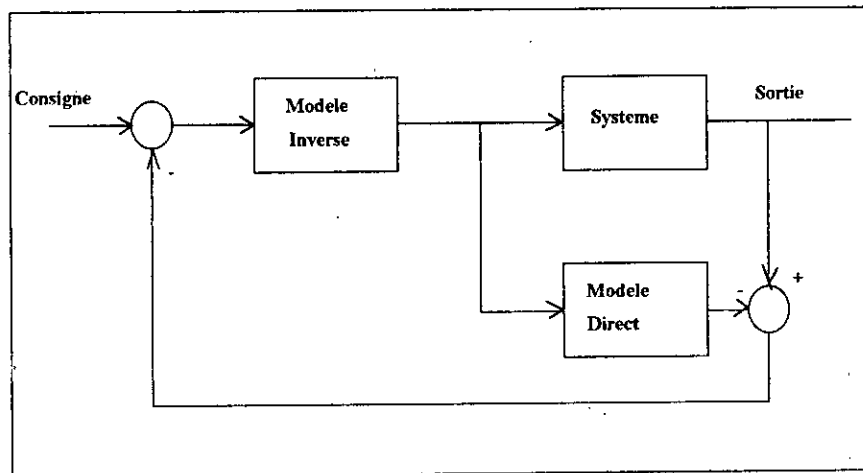 Consigne
Modele
Inverse
Systeme
Sortie
-
+
-
Modele
Direct